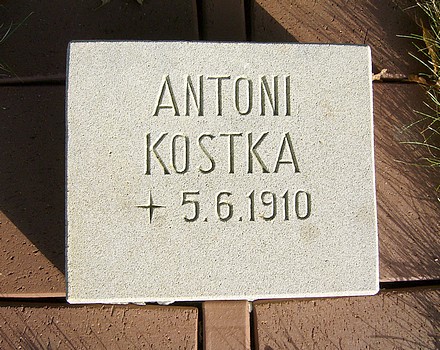 ANTONI
KOSTKA
+ 5.6.1910